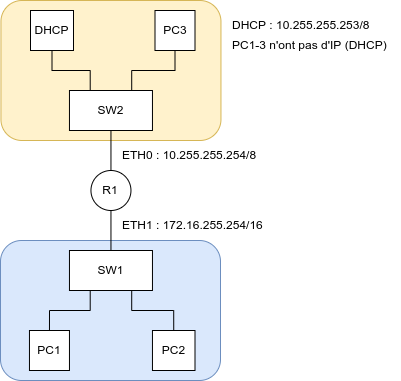 DHCP
PC3
DHCP : 10.255.255.253/8
PC1-3 n'ont pas d'IP (DHCP)
SW2
ETH0 : 10.255.255.254/8
R1
ETH1 : 172.16.255.254/16
SW1
PC1
PC2